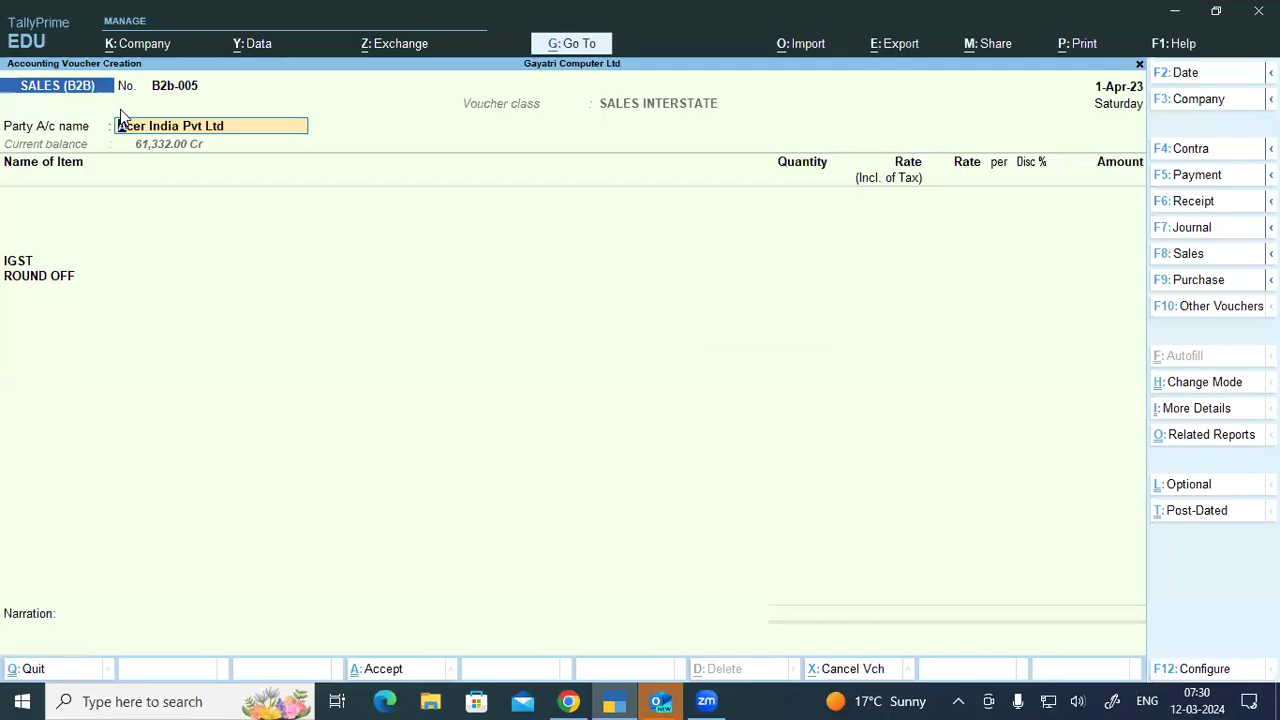 TallyPrime
EDU
MANAGE
K: Company
Y: Data
Z: Exchange
G: Go To
O: Import
E: Export
M: Share
P: Print
F1: Help
Accounting Voucher Creation
Gayatri Computer Ltd
SALES (B2B) No. B2b-005
1-Apr-23
Voucher class : SALES INTERSTATE
Saturday
Party A/c name : Acer India Pvt Ltd
Current balance : 61,332.00 Cr
Name of Item Quantity Rate Rate per Disc % Amount
(Incl. of Tax)
IGST
ROUND OFF
Narration:
F2: Date
F3: Company
F4: Contra
F5: Payment
F6: Receipt
F7: Journal
F8: Sales
F9: Purchase
F10: Other Vouchers
F: Autofill
H: Change Mode
I: More Details
O: Related Reports
L: Optional
T: Post-Dated
Q: Quit
A: Accept
D: Delete
X: Cancel Vch
F12: Configure
Type here to search
17°C Sunny
ENG
07:30
12-03-2024